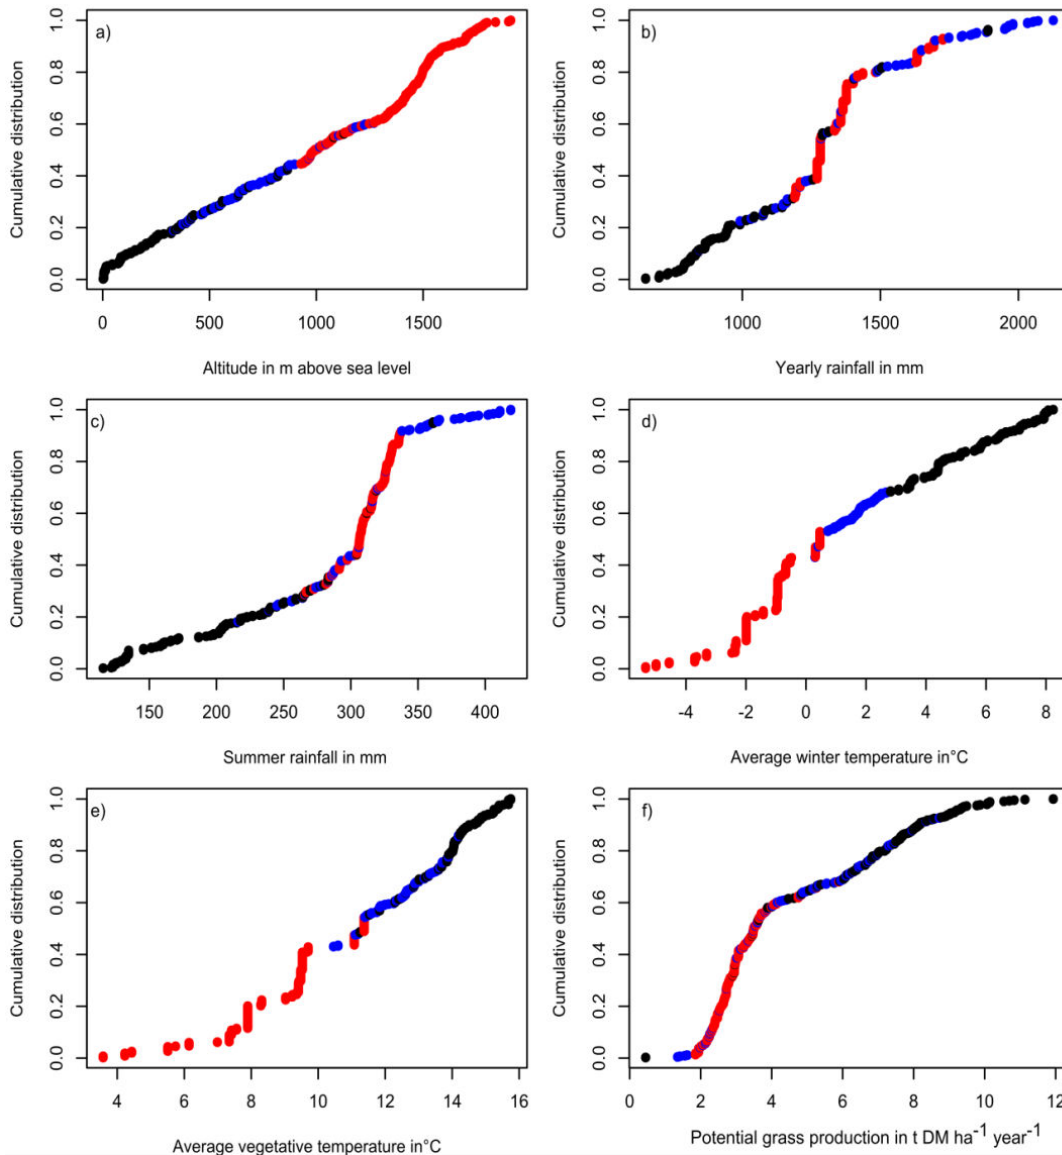 a)
Cumulative distribution
0.0 0.2 0.4 0.6 0.8 1.0
0 500 1000 1500
Altitude in m above sea level
b)
Cumulative distribution
0.0 0.2 0.4 0.6 0.8 1.0
1000 1500 2000
Yearly rainfall in mm
c)
Cumulative distribution
0.0 0.2 0.4 0.6 0.8 1.0
150 200 250 300 350 400
Summer rainfall in mm
d)
Cumulative distribution
0.0 0.2 0.4 0.6 0.8 1.0
-4 -2 0 2 4 6 8
Average winter temperature in°C
e)
Cumulative distribution
0.0 0.2 0.4 0.6 0.8 1.0
4 6 8 10 12 14 16
Average vegetative temperature in°C
f)
Cumulative distribution
0.0 0.2 0.4 0.6 0.8 1.0
0 2 4 6 8 10 12
Potential grass production in t DM ha⁻¹ year⁻¹